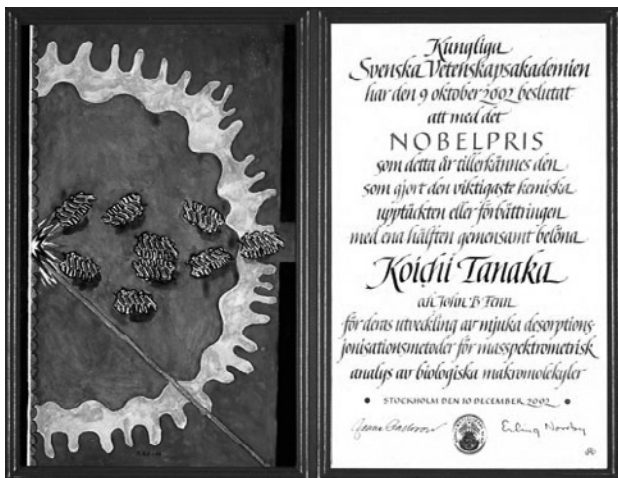 Kungliga
Svenska Vetenskapsakademien
har den 9 oktober 2002 beslutat
att med det
NOBELPRIS
som detta år tillerkännes den
som gjort den viktigaste kemiska
upptäckten eller förbättringen
med ena hälften gemensamt belöna
Koichi Tanaka
och John B Fenn
för deras utveckling av mjuka desorptions-
jonisationsmetoder för masspektrometrisk
analys av biologiska makromolekyler
• STOCKHOLM DEN 10 DECEMBER 2002 •
Erling Norrby